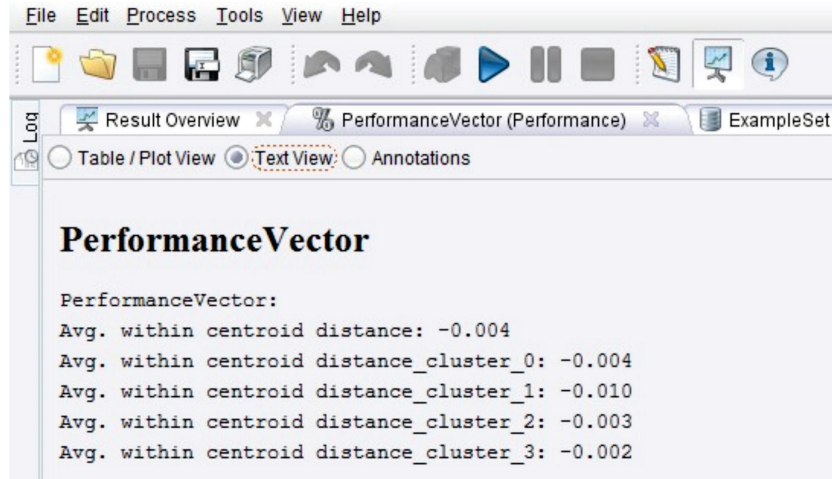 File Edit Process Tools View Help
Log
Result Overview PerformanceVector (Performance) ExampleSet
Table / Plot View Text View Annotations
PerformanceVector
PerformanceVector:
Avg. within centroid distance: -0.004
Avg. within centroid distance_cluster_0: -0.004
Avg. within centroid distance_cluster_1: -0.010
Avg. within centroid distance_cluster_2: -0.003
Avg. within centroid distance_cluster_3: -0.002